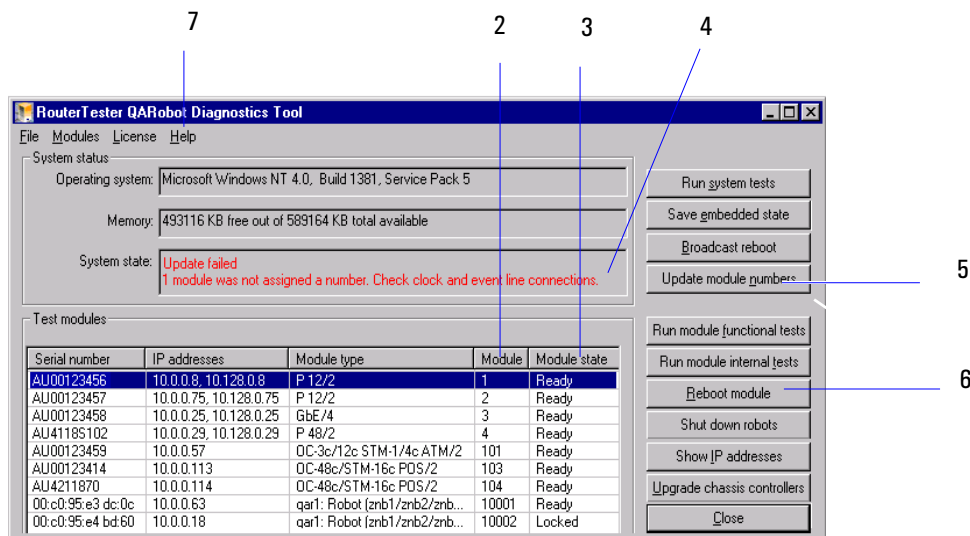 7
2
3
4
RouterTester QARobot Diagnostics Tool
File Modules License Help
System status
Operating system: Microsoft Windows NT 4.0, Build 1381, Service Pack 5
Memory: 493116 KB free out of 589164 KB total available
System state: Update failed
1 module was not assigned a number. Check clock and event line connections.
Run system tests
Save embedded state
Broadcast reboot
Update module numbers
5
Test modules
Serial number IP addresses Module type Module Module state
AU00123456 10.0.0.8, 10.128.0.8 P 12/2 1 Ready
AU00123457 10.0.0.75, 10.128.0.75 P 12/2 2 Ready
AU00123458 10.0.0.25, 10.128.0.25 GbE/4 3 Ready
AU4118S102 10.0.0.29, 10.128.0.29 P 48/2 4 Ready
AU00123459 10.0.0.57 OC-3c/12c STM-1/4c ATM/2 101 Ready
AU00123414 10.0.0.113 OC-48c/STM-16c POS/2 103 Ready
AU4211870 10.0.0.114 OC-48c/STM-16c POS/2 104 Ready
00:c0:95:e3 dc:0c 10.0.0.63 qar1: Robot (znb1/znb2/znb... 10001 Ready
00:c0:95:e4 bd:60 10.0.0.18 qar1: Robot (znb1/znb2/znb... 10002 Locked
Run module functional tests
Run module internal tests
Reboot module
6
Shut down robots
Show IP addresses
Upgrade chassis controllers
Close